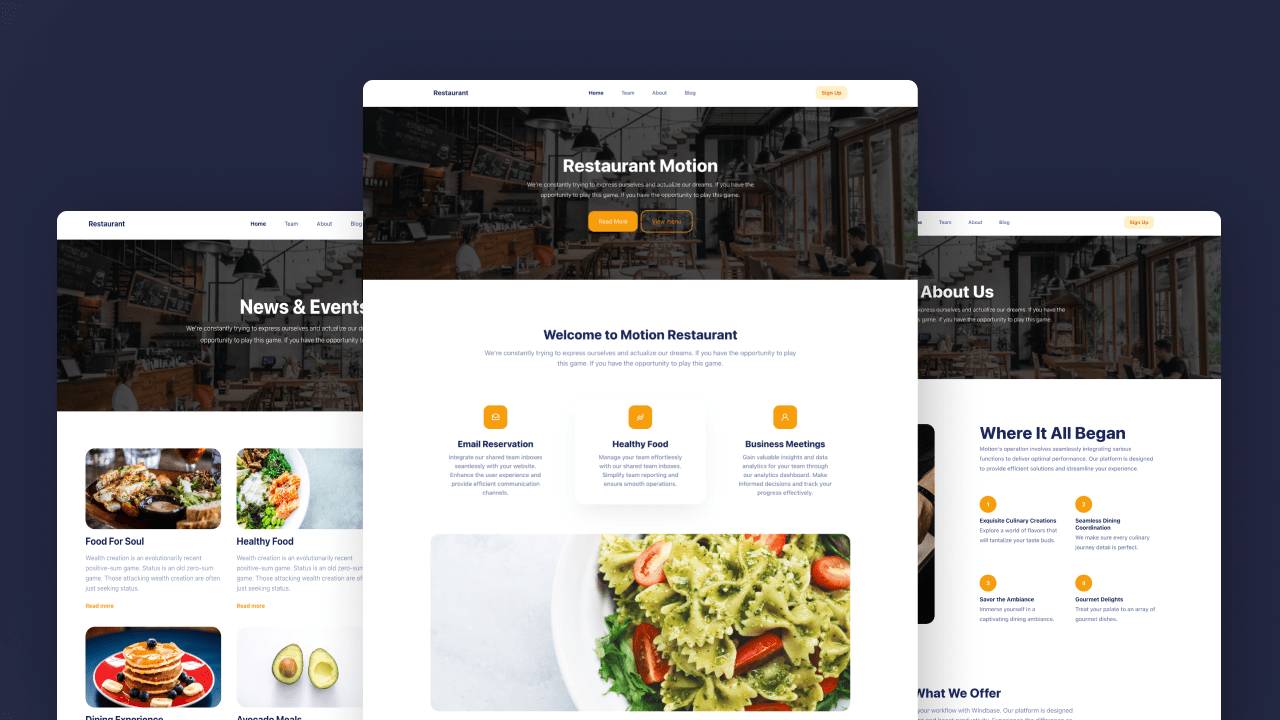 Restaurant
Home Team About Blog
Sign Up
Restaurant Motion
We're constantly trying to express ourselves and actualize our dreams. If you have the
opportunity to play this game. If you have the opportunity to play this game.
Read More
View menu
Welcome to Motion Restaurant
We're constantly trying to express ourselves and actualize our dreams. If you have the opportunity to play
this game. If you have the opportunity to play this game.
Email Reservation
Integrate our shared team inboxes
seamlessly with your website.
Enhance the user experience and
provide efficient communication
channels.
Healthy Food
Manage your team effortlessly
with our shared team inboxes.
Simplify team reporting and
ensure smooth operations.
Business Meetings
Gain valuable insights and data
analytics for your team through
our analytics dashboard. Make
informed decisions and track your
progress effectively.
Restaurant
Home Team About Blog
News & Events
We're constantly trying to express ourselves and actualize our d
opportunity to play this game. If you have the opportunity t
Food For Soul
Wealth creation is an evolutionarily recent
positive-sum game. Status is an old zero-sum
game. Those attacking wealth creation are often
just seeking status.
Read more
Healthy Food
Wealth creation is an evolutionarily recent
positive-sum game. Status is an old zero-sum
game. Those attacking wealth creation are of
just seeking status.
Read more
Dining Experience
Avocado Meals
Team About Blog
Sign Up
About Us
express ourselves and actualize our dreams. If you have the
game. If you have the opportunity to play this game.
Where It All Began
Motion's operation involves seamlessly integrating various
functions to deliver optimal performance. Our platform is designed
to provide efficient solutions and streamline your experience.
1
Exquisite Culinary Creations
Explore a world of flavors that
will tantalize your taste buds.
2
Seamless Dining
Coordination
We make sure every culinary
journey detail is perfect.
3
Savor the Ambiance
Immerse yourself in a
captivating dining ambiance.
4
Gourmet Delights
Treat your palate to an array of
gourmet dishes.
What We Offer
your workflow with Windbase. Our platform is designed